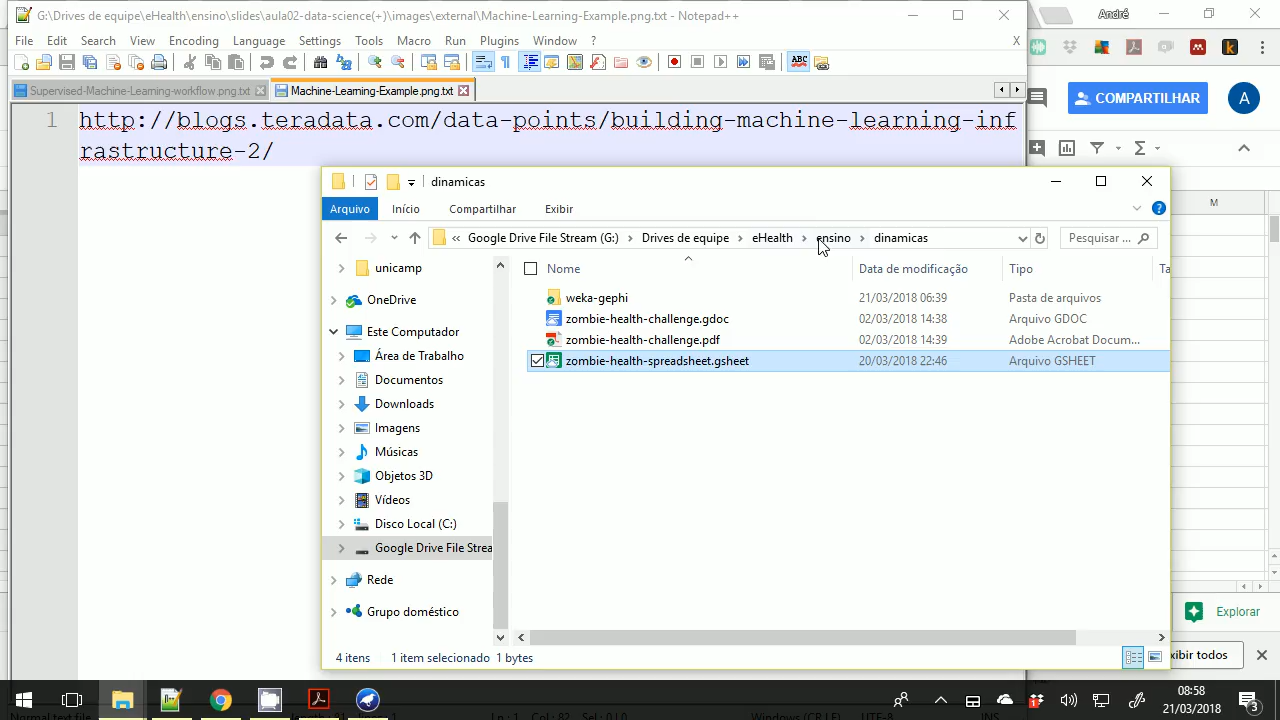 G:\Drives de equipe\eHealth\ensino\slides\aula02-data-science(+)\images\external\Machine-Learning-Example.png.txt - Notepad++
André
File Edit Search View Encoding Language Settings Tools Macro Run Plugins Window ? X
Supervised-Machine-Learning-workflow.png.txt Machine-Learning-Example.png.txt
COMPARTILHAR A
1 http://blogs.teradata.com/data-points/building-machine-learning-inf
rastructure-2/
dinamicas
Arquivo Início Compartilhar Exibir
« Google Drive File Stream (G:) Drives de equipe eHealth ensino dinamicas Pesquisar ...
M
Nome Data de modificação Tipo Ta
unicamp
OneDrive
Este Computador
Área de Trabalho
Documentos
Downloads
Imagens
Músicas
Objetos 3D
Vídeos
Disco Local (C:)
Google Drive File Strea
Rede
Grupo doméstico
weka-gephi 21/03/2018 06:39 Pasta de arquivos
zombie-health-challenge.gdoc 02/03/2018 14:38 Arquivo GDOC
zombie-health-challenge.pdf 02/03/2018 14:39 Adobe Acrobat Docum...
zombie-health-spreadsheet.gsheet 20/03/2018 22:46 Arquivo GSHEET
4 itens 1 item selecionado 1 bytes
Explorar
xibir todos
08:58
21/03/2018
3